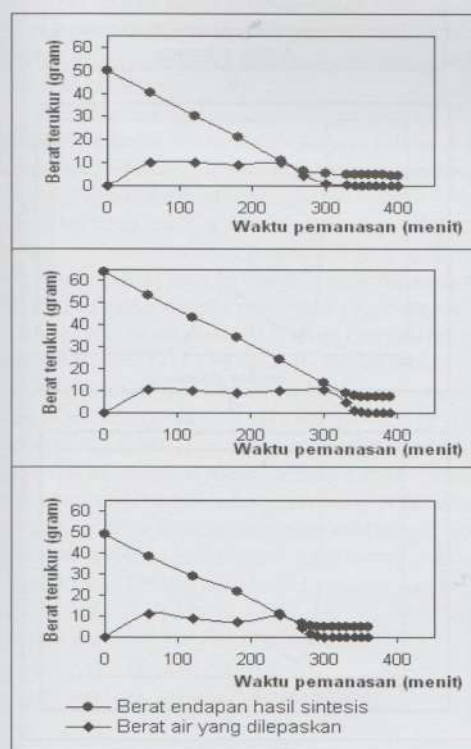 Berat terukur (gram)
60
50
40
30
20
10
0
0 100 200 300 400
Waktu pemanasan (menit)
Berat terukur (gram)
60
50
40
30
20
10
0
0 100 200 300 400
Waktu pemanasan (menit)
Berat terukur (gram)
60
50
40
30
20
10
0
0 100 200 300 400
Waktu pemanasan (menit)
Berat endapan hasil sintesis
Berat air yang dilepaskan